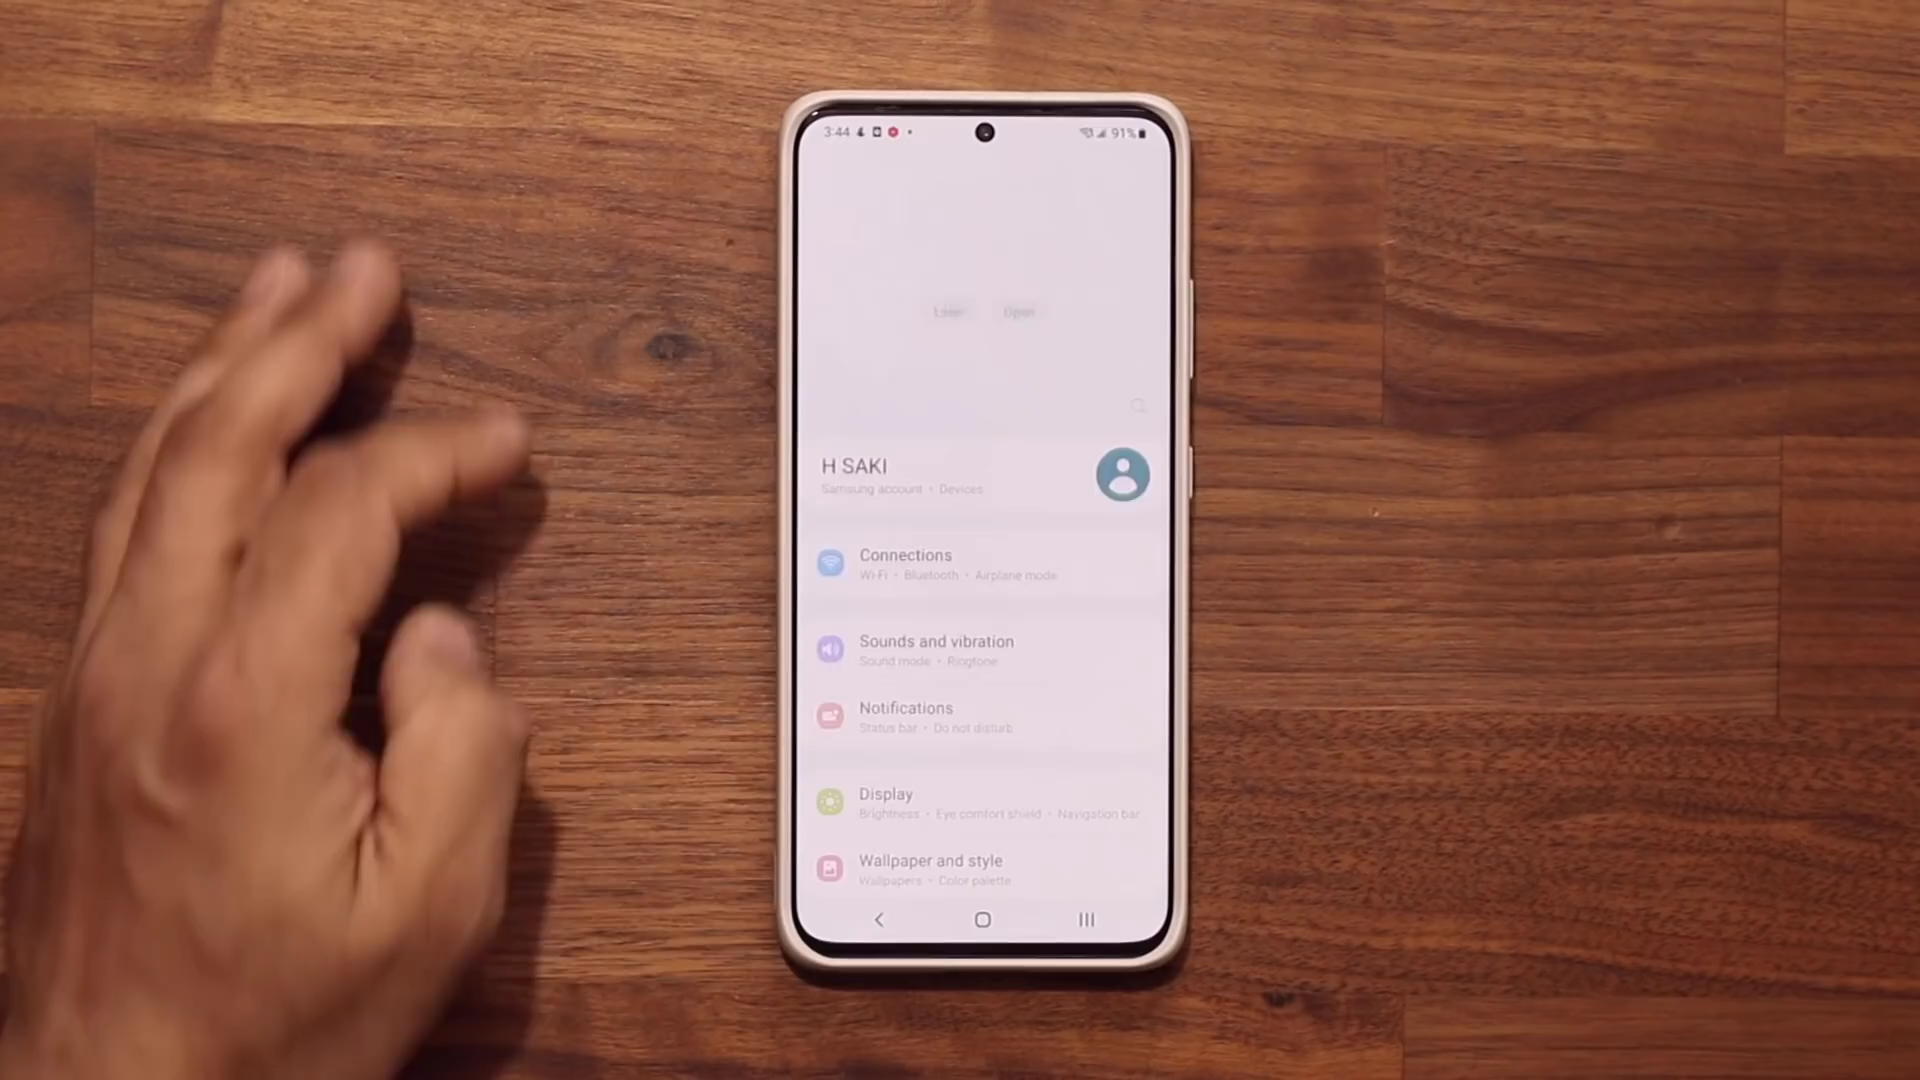 3:44
91%
Later Open
H SAKI
Samsung account • Devices
Connections
Wi-Fi • Bluetooth • Airplane mode
Sounds and vibration
Sound mode • Ringtone
Notifications
Status bar • Do not disturb
Display
Brightness • Eye comfort shield • Navigation bar
Wallpaper and style
Wallpapers • Color palette